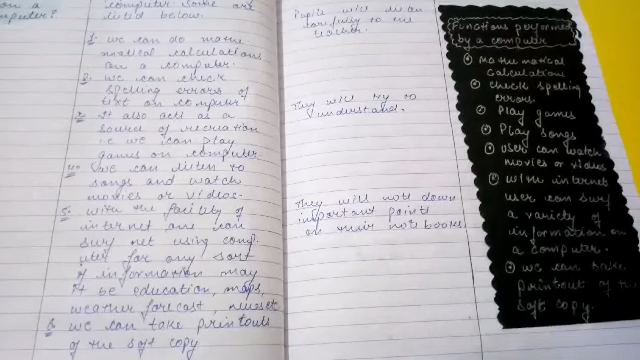 on a
computer?
computer. Some are
listed below.
1. we can do mathe
matical calculations
on a computer.
2. we can check
spelling errors of
text on computer
3. It also acts as a
source of recreation
i.e we can play
games on computer
4. we can listen to
songs and watch
movies or videos-
5. with the facility of
internet one can
surf net using comp
uter for any sort
of information may
it be education, maps,
weather forecast, news etc
6. we can take printouts
of the soft copy
Pupils will listen
carefully to the
teacher.
They will try to
understand.
They will note down
important points
on their notebooks
Functions performed
by a computer
Mathematical
calculations
check spelling
errors.
Play games
Play songs
User can watch
movies or videos
With internet
user can surf
a variety of
information on
a computer.
we can take
printout of the
soft copy.